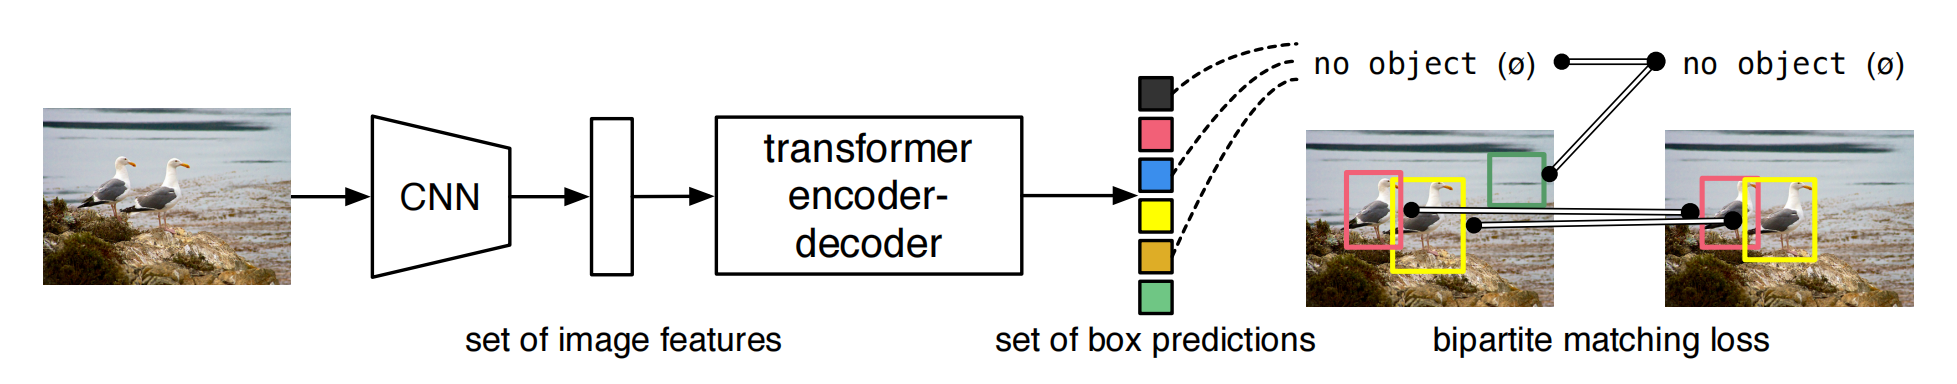 CNN
transformer
encoder-
decoder
no object (ø)
no object (ø)
set of image features
set of box predictions
bipartite matching loss